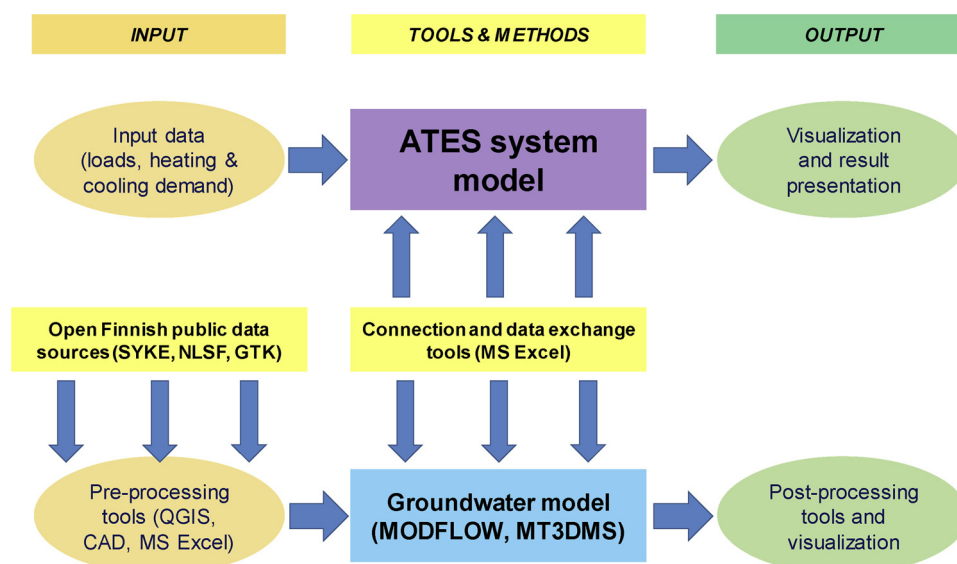 INPUT
TOOLS & METHODS
OUTPUT
Input data
(loads, heating &
cooling demand)
ATES system
model
Visualization
and result
presentation
Open Finnish public data
sources (SYKE, NLSF, GTK)
Connection and data exchange
tools (MS Excel)
Pre-processing
tools (QGIS,
CAD, MS Excel)
Groundwater model
(MODFLOW, MT3DMS)
Post-processing
tools and
visualization